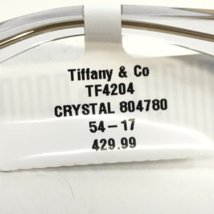 Tiffany & Co
TF4204
CRYSTAL 804780
54-17
429.99